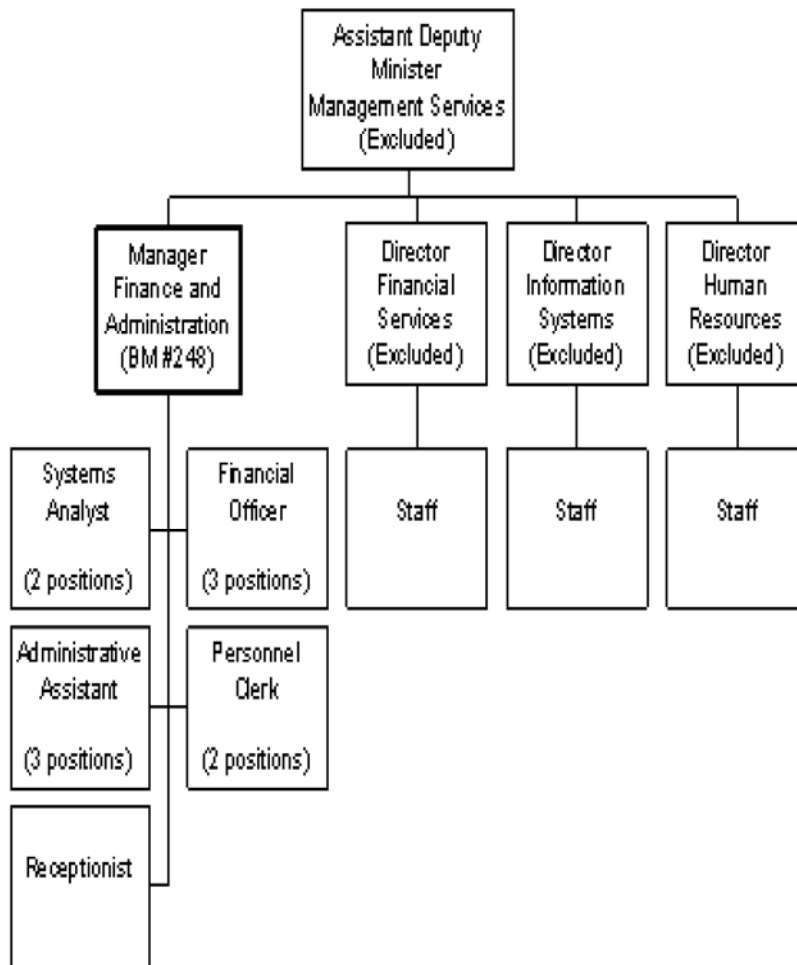 Assistant Deputy
Minister
Management Services
(Excluded)
Manager
Finance and
Administration
(BM #248)
Director
Financial
Services
(Excluded)
Director
Information
Systems
(Excluded)
Director
Human
Resources
(Excluded)
Systems
Analyst
(2 positions)
Financial
Officer
(3 positions)
Staff
Staff
Staff
Administrative
Assistant
(3 positions)
Personnel
Clerk
(2 positions)
Receptionist